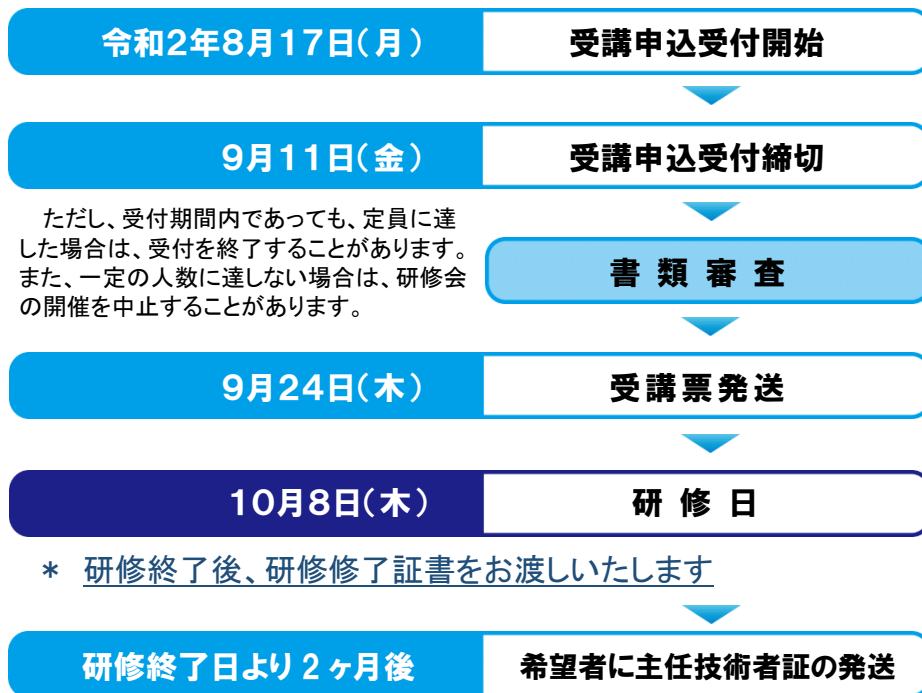 令和2年8月17日(月) 受講申込受付開始
9月11日(金) 受講申込受付締切
ただし、受付期間内であっても、定員に達
した場合は、受付を終了することがあります。
また、一定の人数に達しない場合は、研修会
の開催を中止することがあります。
書類審査
9月24日(木) 受講票発送
10月8日(木) 研修日
* 研修終了後、研修修了証書をお渡しいたします
研修終了日より2ヶ月後 希望者に主任技術者証の発送